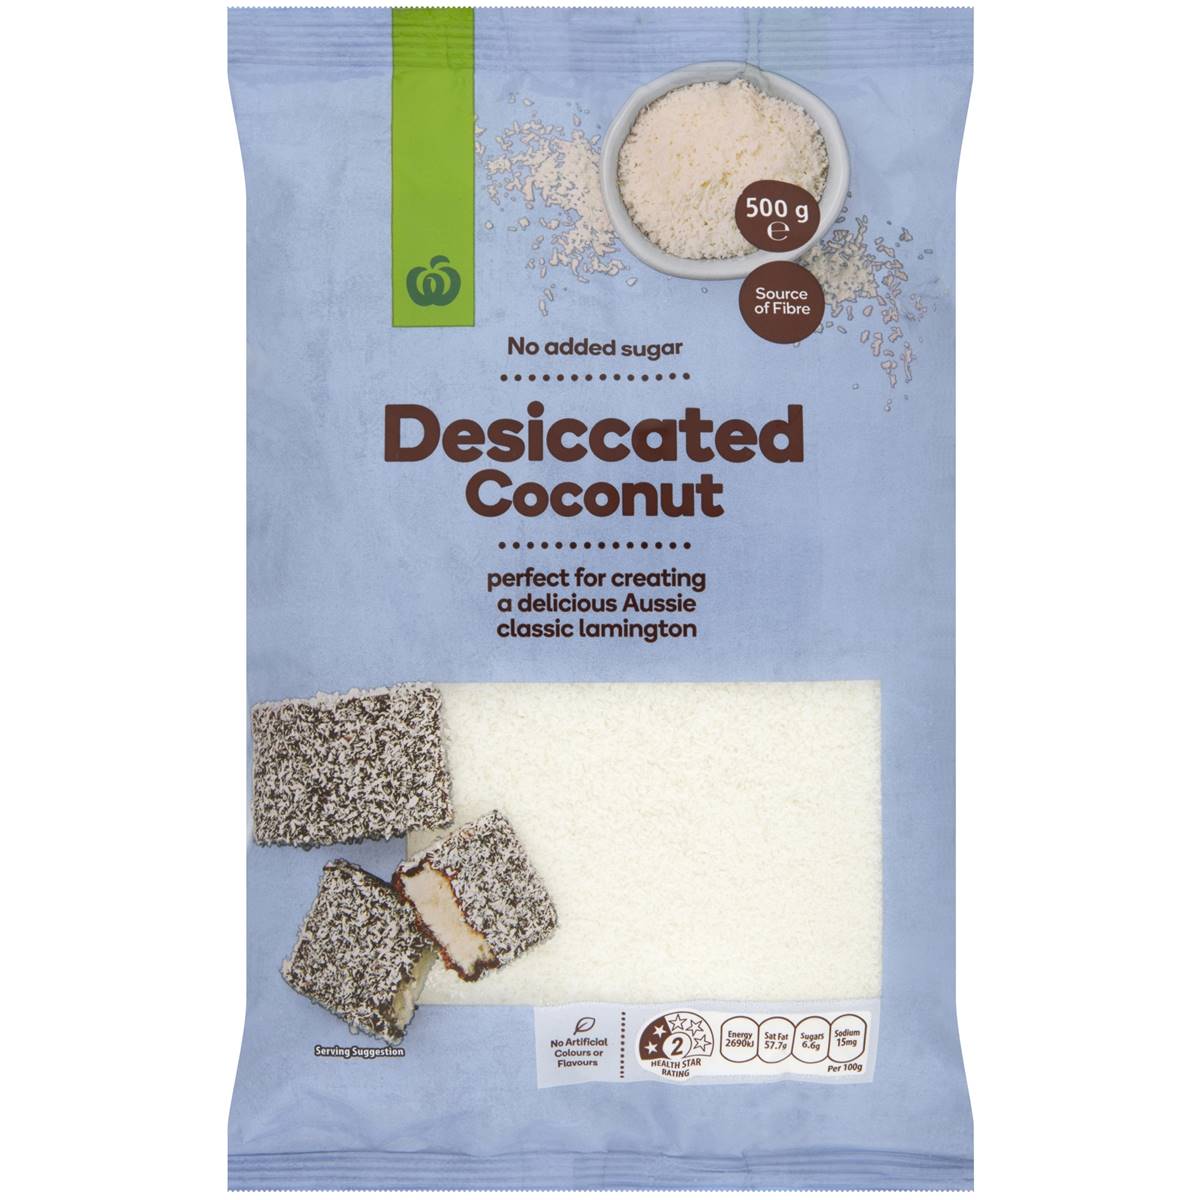 500 g
℮
Source
of Fibre
No added sugar
Desiccated
Coconut
perfect for creating
a delicious Aussie
classic lamington
Serving Suggestion
No Artificial
Colours or
Flavours
2
HEALTH STAR
RATING
Energy
2690kJ
Sat Fat
57.7g
Sugars
6.6g
Sodium
15mg
Per 100g